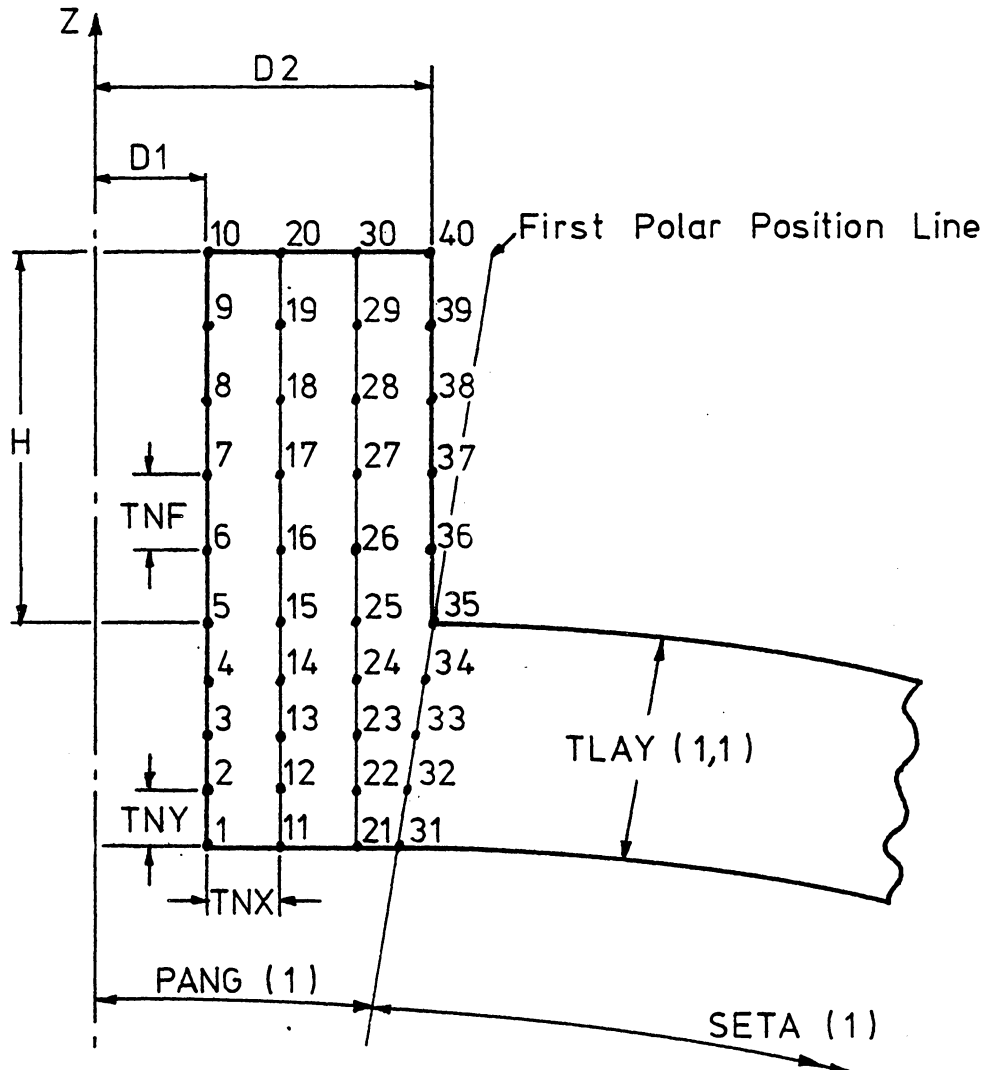 Z
D2
D1
10 20 30 40
First Polar Position Line
9 19 29 39
8 18 28 38
H
7 17 27 37
TNF
6 16 26 36
5 15 25 35
4 14 24 34
3 13 23 33
TLAY (1,1)
2 12 22 32
TNY
1 11 21 31
TNX
PANG (1)
SETA (1)